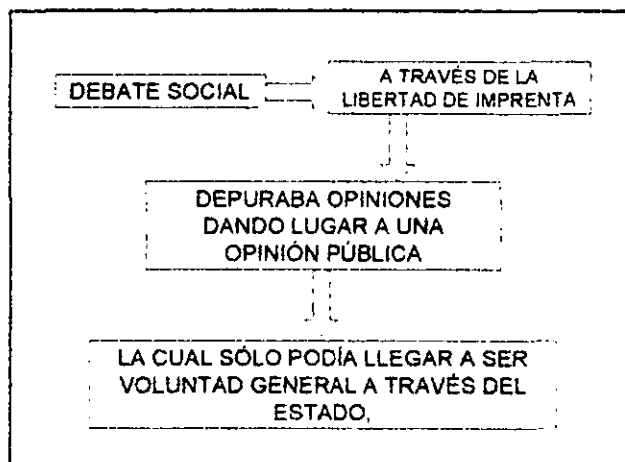 DEBATE SOCIAL
A TRAVÉS DE LA
LIBERTAD DE IMPRENTA
DEPURABA OPINIONES
DANDO LUGAR A UNA
OPINIÓN PÚBLICA
LA CUAL SÓLO PODÍA LLEGAR A SER
VOLUNTAD GENERAL A TRAVÉS DEL
ESTADO,